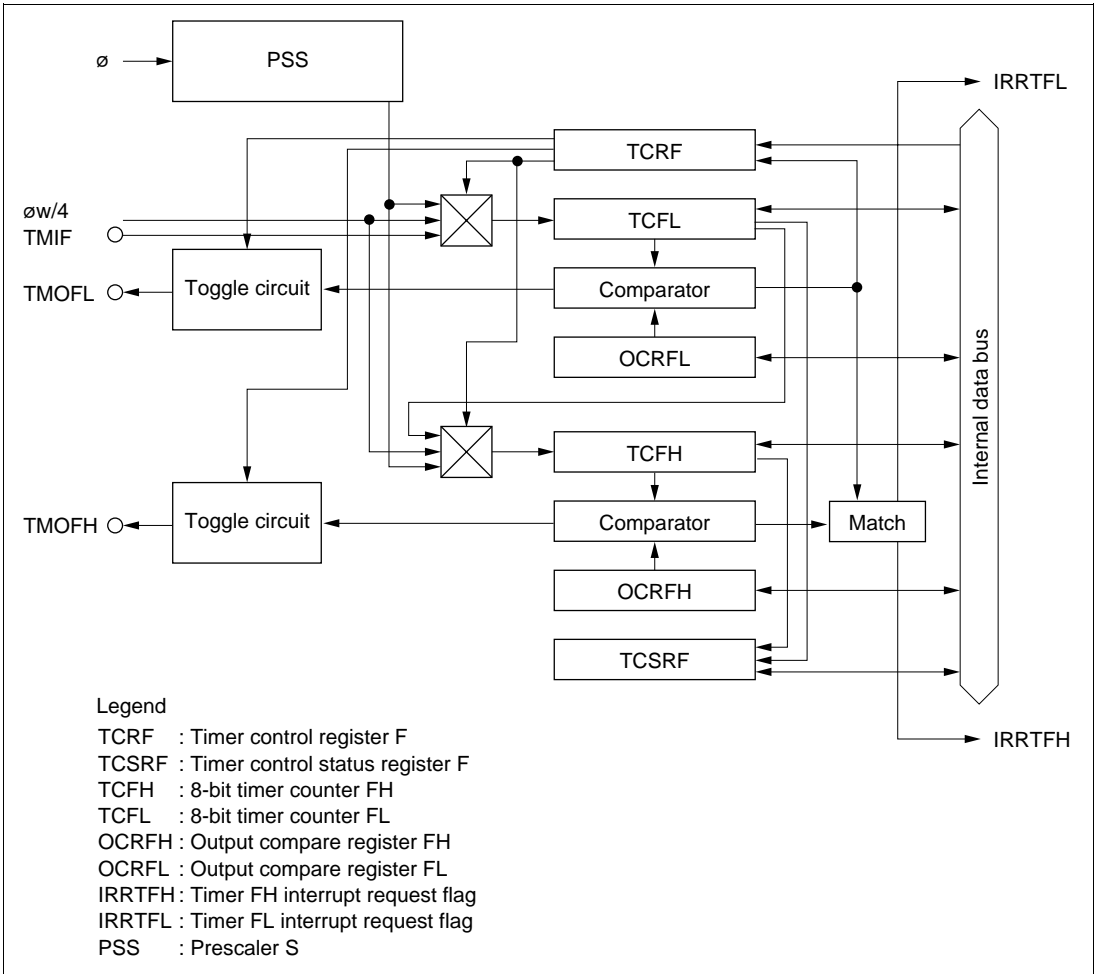 ø
PSS
IRRTFL
TCRF
øw/4
TMIF
TCFL
TMOFL
Toggle circuit
Comparator
OCRFL
Internal data bus
TCFH
TMOFH
Toggle circuit
Comparator
Match
OCRFH
TCSRF
IRRTFH
Legend
TCRF : Timer control register F
TCSRF : Timer control status register F
TCFH : 8-bit timer counter FH
TCFL : 8-bit timer counter FL
OCRFH : Output compare register FH
OCRFL : Output compare register FL
IRRTFH : Timer FH interrupt request flag
IRRTFL : Timer FL interrupt request flag
PSS : Prescaler S